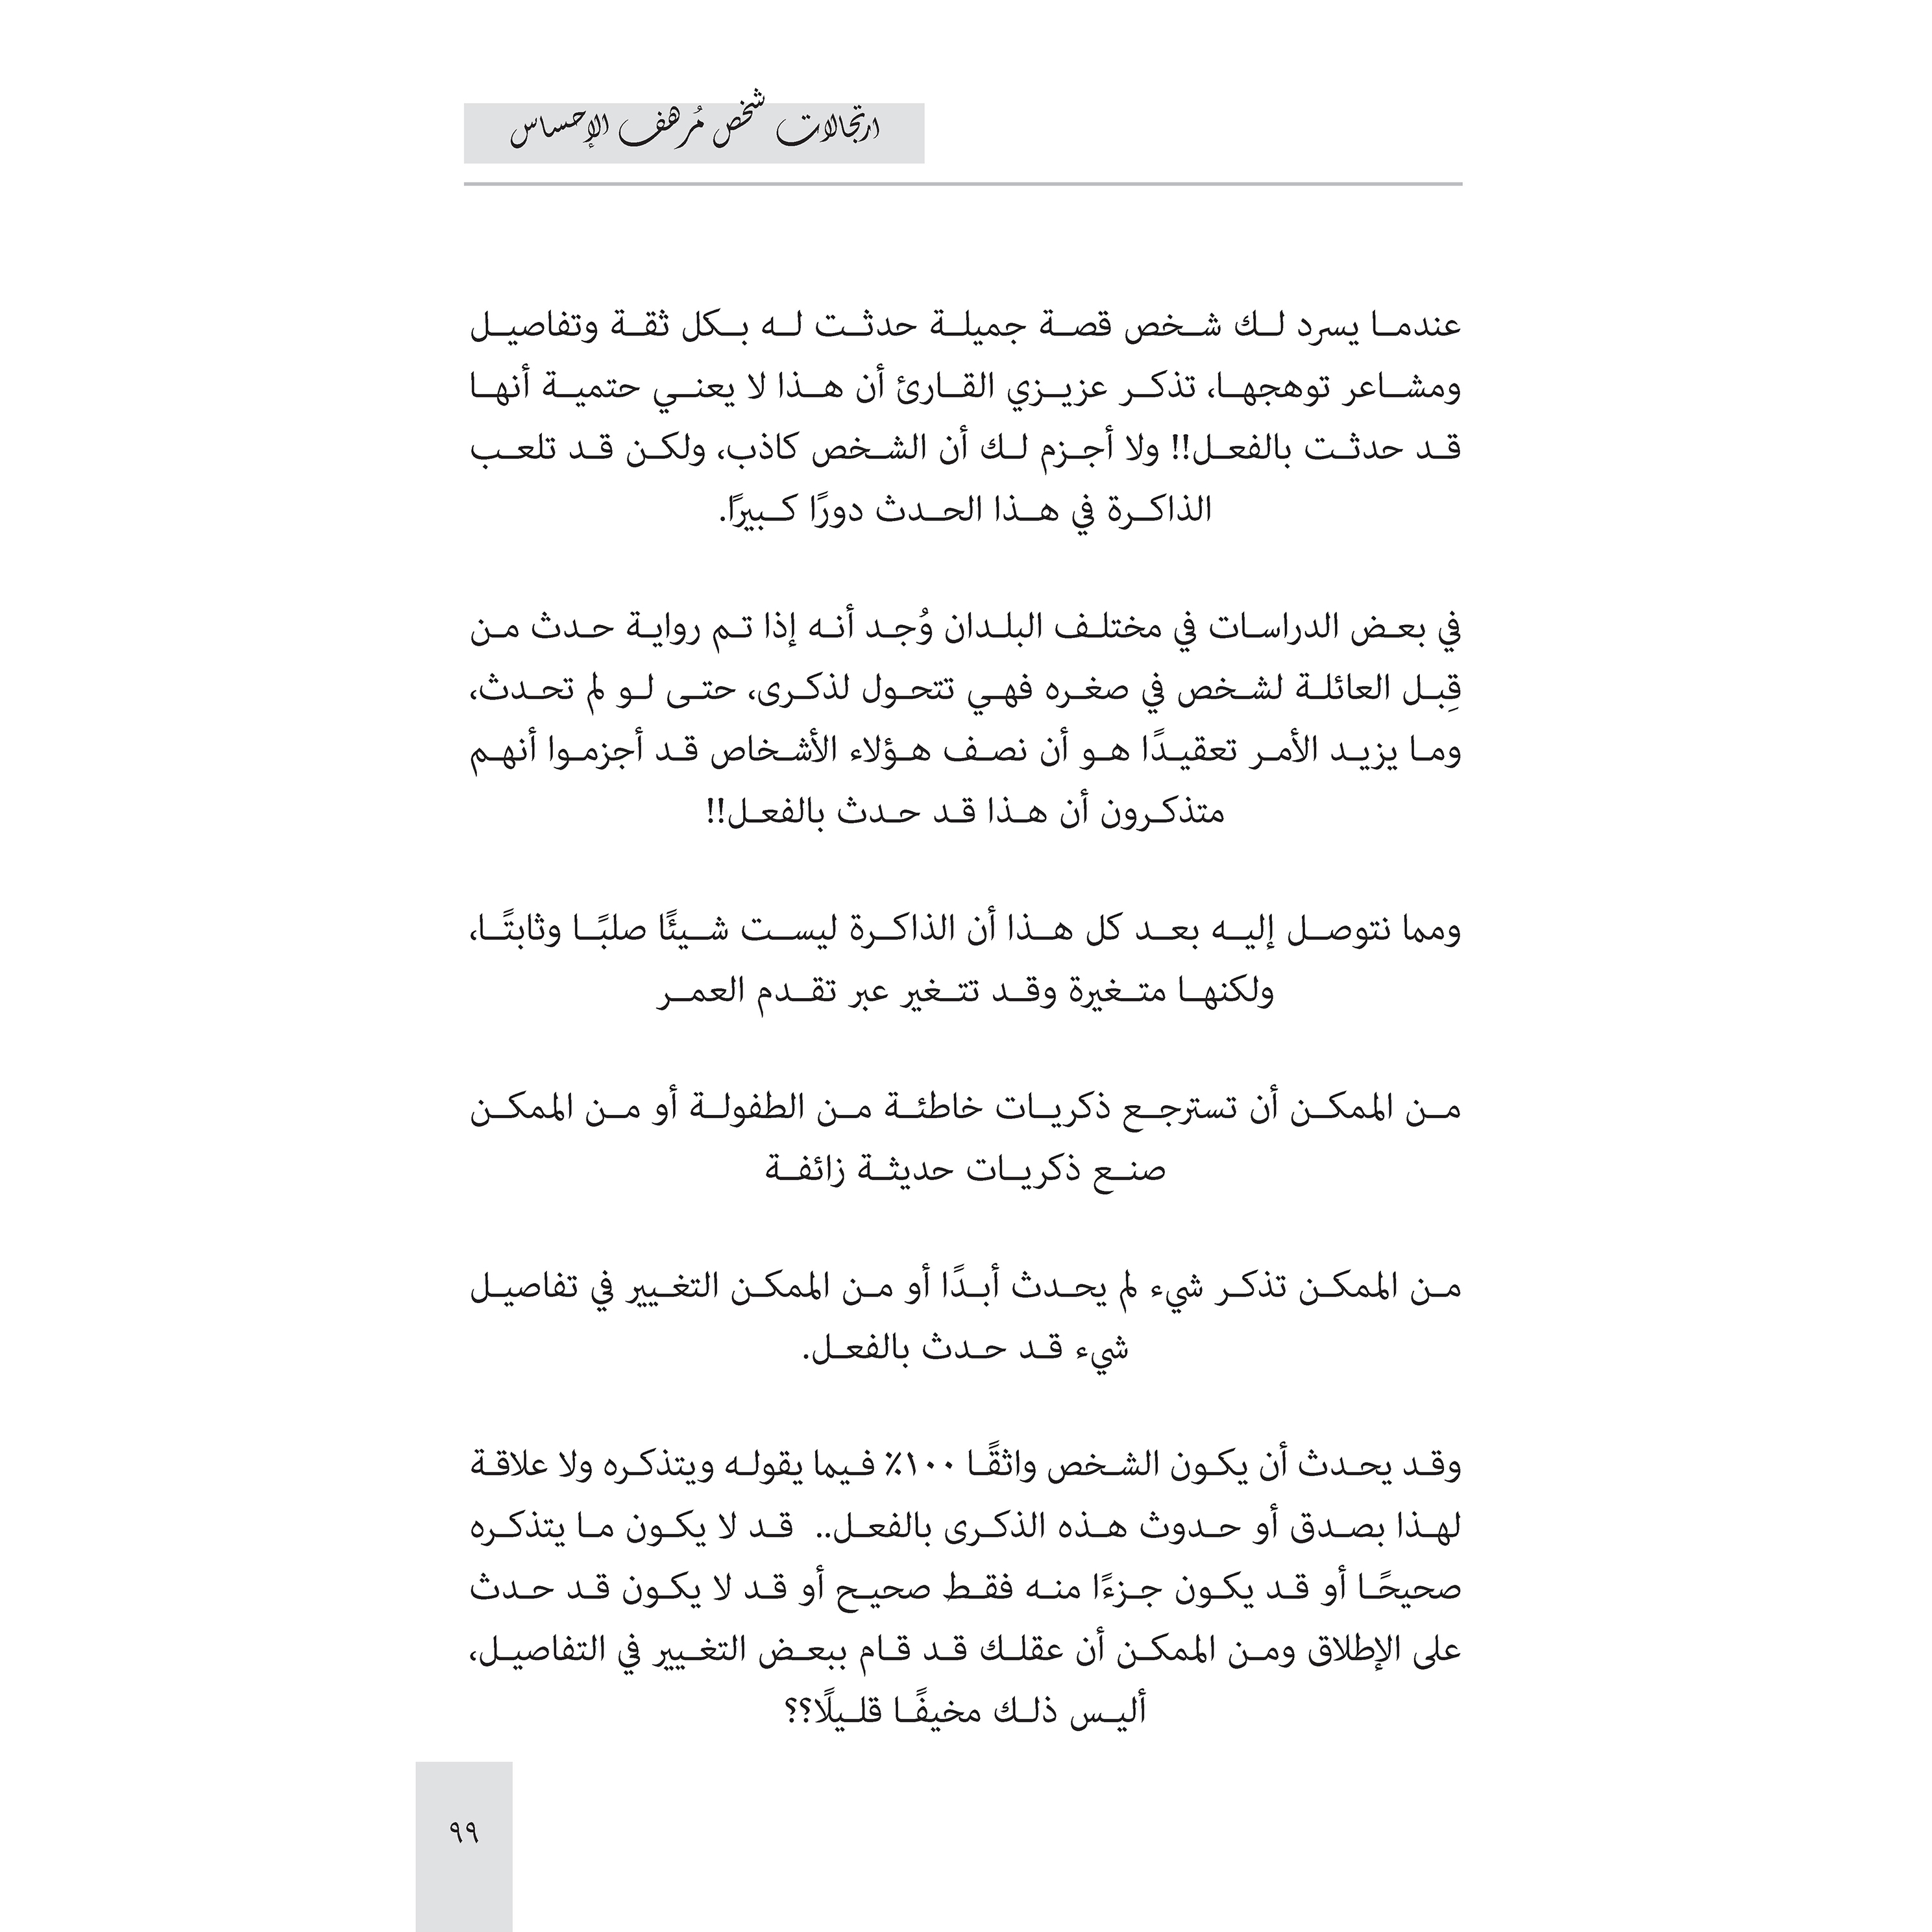 ارتجالات شخص مُرهف الإحساس
عندما يسرد لك شخص قصة جميلة حدثت له بكل ثقة وتفاصيل
ومشاعر توهجها، تذكر عزيزي القارئ أن هذا لا يعني حتمية أنها
قد حدثت بالفعل!! ولا أجزم لك أن الشخص كاذب، ولكن قد تلعب
الذاكرة في هذا الحدث دورًا كبيرًا.
في بعض الدراسات في مختلف البلدان وُجد أنه إذا تم رواية حدث من
قِبل العائلة لشخص في صغره فهي تتحول لذكرى، حتى لو لم تحدث،
وما يزيد الأمر تعقيدًا هو أن نصف هؤلاء الأشخاص قد أجزموا أنهم
متذكرون أن هذا قد حدث بالفعل!!
ومما نتوصل إليه بعد كل هذا أن الذاكرة ليست شيئًا صلبًا وثابتًا،
ولكنها متغيرة وقد تتغير عبر تقدم العمر
من الممكن أن تسترجع ذكريات خاطئة من الطفولة أو من الممكن
صنع ذكريات حديثة زائفة
من الممكن تذكر شيء لم يحدث أبدًا أو من الممكن التغيير في تفاصيل
شيء قد حدث بالفعل.
وقد يحدث أن يكون الشخص واثقًا ١٠٠٪ فيما يقوله ويتذكره ولا علاقة
لهذا بصدق أو حدوث هذه الذكرى بالفعل.. قد لا يكون ما يتذكره
صحيحًا أو قد يكون جزءًا منه فقط صحيح أو قد لا يكون قد حدث
على الإطلاق ومن الممكن أن عقلك قد قام ببعض التغيير في التفاصيل،
أليس ذلك مخيفًا قليلًا؟؟
٩٩